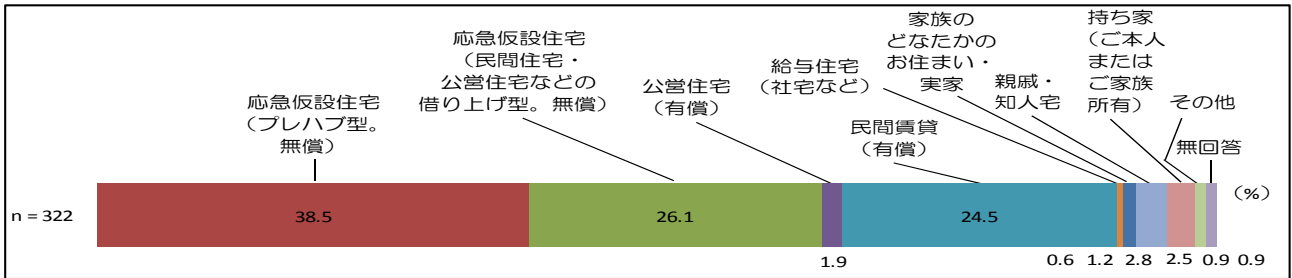 応急仮設住宅
(プレハブ型。
無償)
応急仮設住宅
(民間住宅・
公営住宅などの
借り上げ型。無償)
公営住宅
(有償)
民間賃貸
(有償)
給与住宅
(社宅など)
家族の
どなたかの
お住まい・
実家
親戚・
知人宅
持ち家
(ご本人
または
ご家族
所有)
その他
無回答
(%)
n = 322
38.5
26.1
1.9
24.5
0.6
1.2
2.8
2.5
0.9
0.9